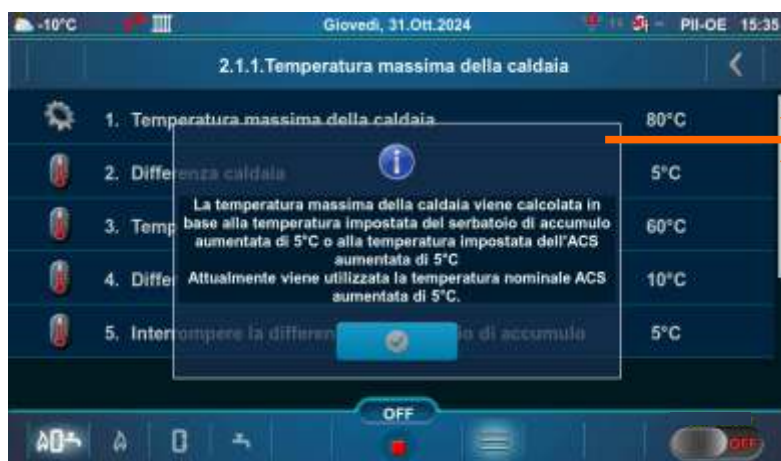 -10°C
Giovedì, 31.Ott.2024
PII-OE 15:35
2.1.1.Temperatura massima della caldaia
1. Temperatura massima della caldaia 80°C
2. Differenza caldaia 5°C
La temperatura massima della caldaia viene calcolata in
base alla temperatura impostata del serbatoio di accumulo
aumentata di 5°C o alla temperatura impostata dell'ACS
aumentata di 5°C
Attualmente viene utilizzata la temperatura nominale ACS
aumentata di 5°C.
3. Temp 60°C
4. Diffe 10°C
5. Interrompere la differen di accumulo 5°C
OFF
OFF